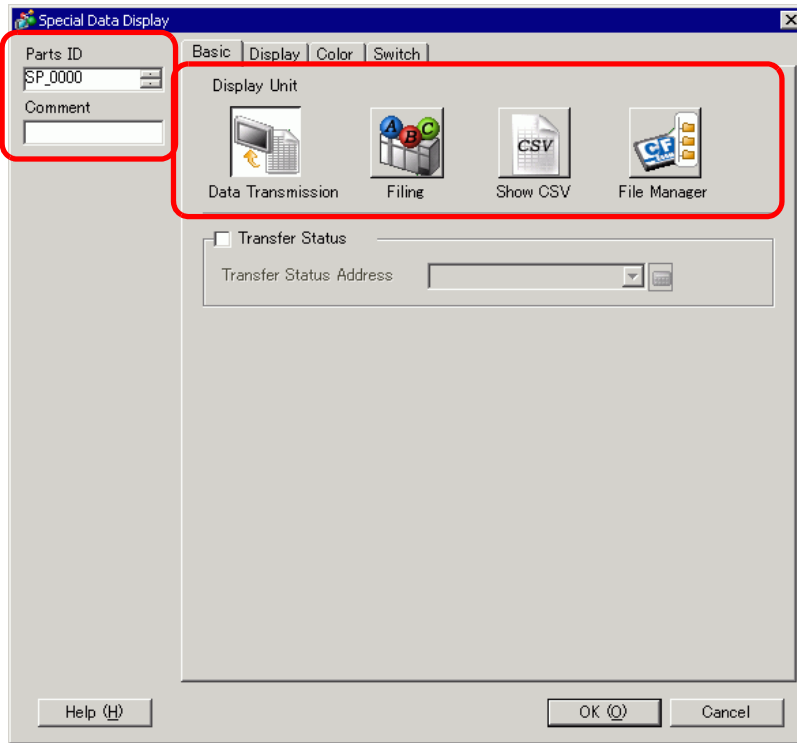 Special Data Display
Parts ID
SP_0000
Comment
Basic Display Color Switch
Display Unit
A B C
CSV
CF
Data Transmission Filing Show CSV File Manager
Transfer Status
Transfer Status Address
Help (H) OK (O) Cancel